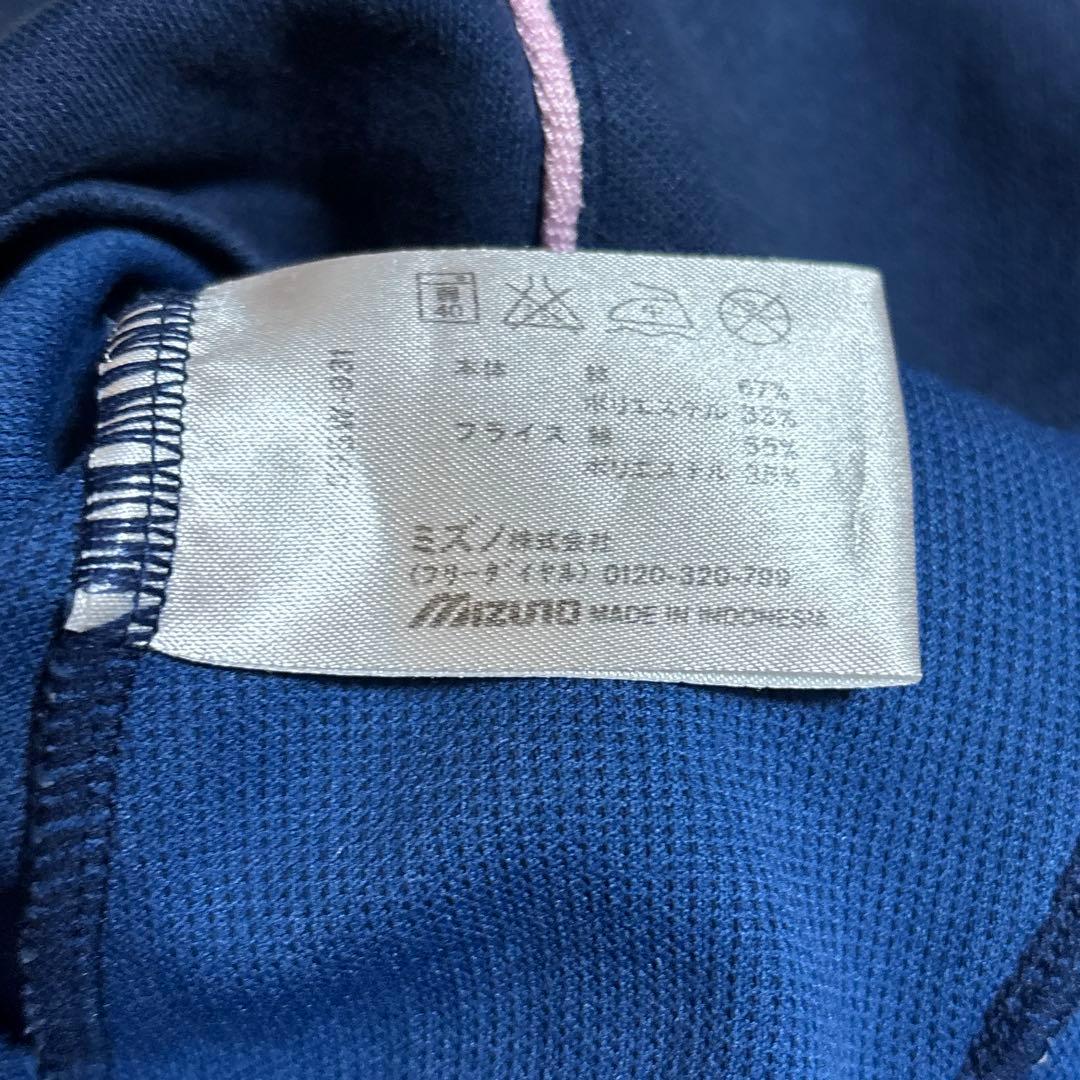 40
中
本体 綿 67%
ポリエステル 33%
フライス 綿
ポリエステル
ミズノ株式会社
(フリーダイヤル) 0120-320-799
MIZUNO MADE IN INDONESIA